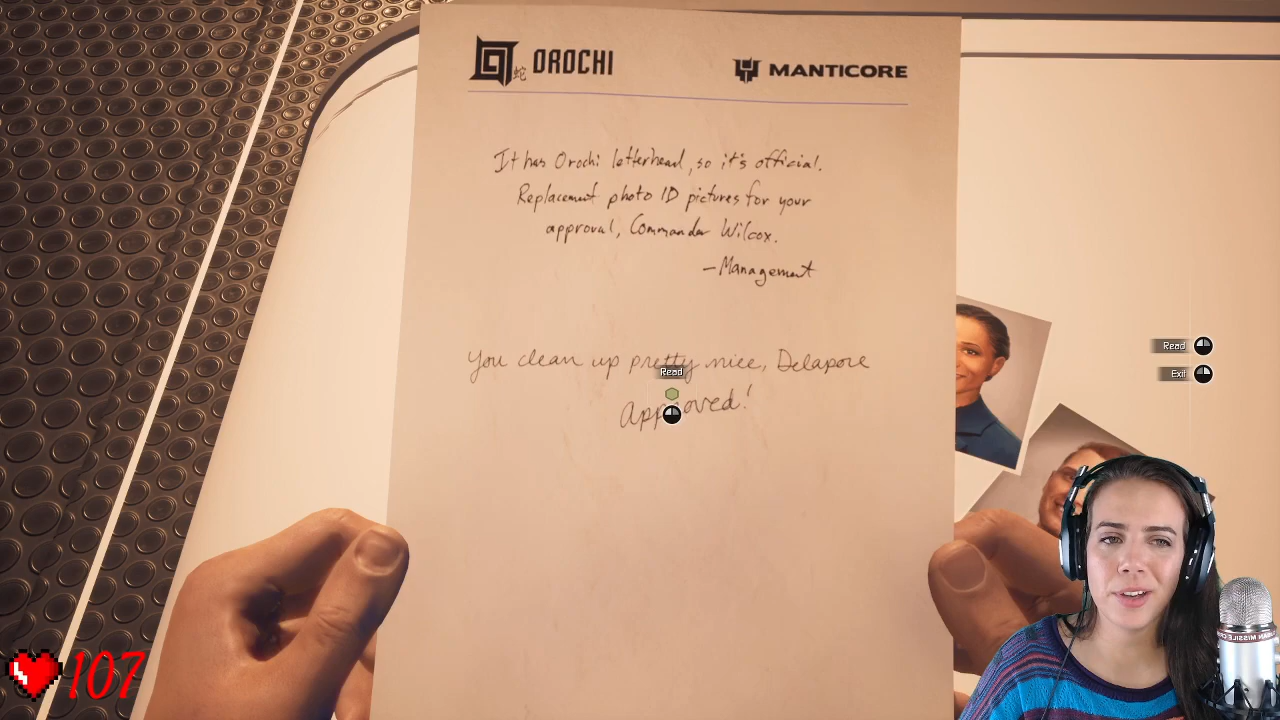 蛇 OROCHI
MANTICORE
It has Orochi letterhead, so it's official.
Replacement photo ID pictures for your
approval, Commander Wilcox.
—Management
You clean up pretty nice, Delapore
Approved!
Read
Read
Exit
107